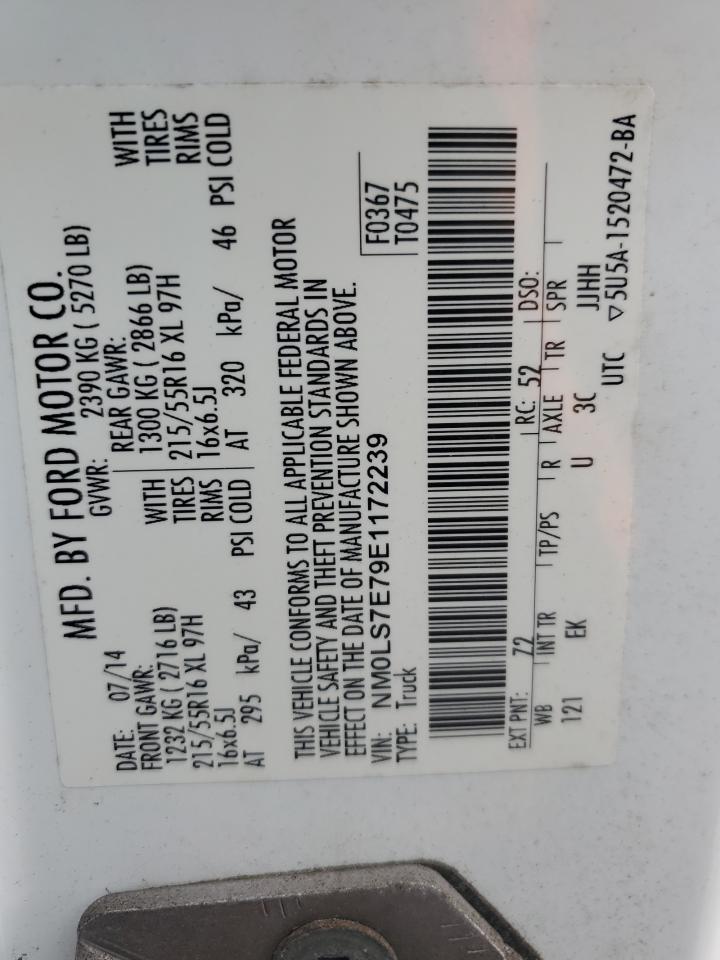 MFD. BY FORD MOTOR CO.
DATE: 07/14 GVWR: 2390 KG ( 5270 LB)
FRONT GAWR: REAR GAWR:
1232 KG ( 2716 LB) WITH 1300 KG ( 2866 LB) WITH
215/55R16 XL 97H TIRES 215/55R16 XL 97H TIRES
16x6.5J RIMS 16x6.5J RIMS
AT 295 kPa/ 43 PSI COLD AT 320 kPa/ 46 PSI COLD
THIS VEHICLE CONFORMS TO ALL APPLICABLE FEDERAL MOTOR
VEHICLE SAFETY AND THEFT PREVENTION STANDARDS IN
EFFECT ON THE DATE OF MANUFACTURE SHOWN ABOVE.
VIN: NM0LS7E79E1172239 F0367
TYPE: Truck T0475
EXT PNT: Z2 RC: 52 DSO:
WB INT TR TP/PS R AXLE TR SPR
121 EK U 3C JJHH
UTC ▽5U5A-1520472-BA